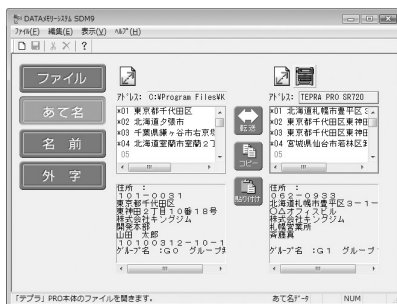 DATAﾒﾓﾘｰｼｽﾃﾑ SDM9
ﾌｧｲﾙ(F) 編集(E) 表示(V) ﾍﾙﾌﾟ(H)
ファイル
あて名
名 前
外 字
ｱﾄﾞﾚｽ: C:¥Program Files¥K
*01 東京都千代田区
*02 北海道夕張市
*03 千葉県鎌ヶ谷市右京塚
*04 北海道室蘭市室蘭2丁
05
住所 :
101-0031
東京都千代田区
東神田2丁目10番18号
株式会社キングジム
開発本部
山田 太郎
10100312-10-1
ｸﾞﾙｰﾌﾟ名 :G0 グループ
転送
コピー
貼り付け
ｱﾄﾞﾚｽ: TEPRA PRO SR720
*01 北海道札幌市豊平区
*02 東京都千代田区東神田
*03 東京都千代田区東神田
*04 宮城県仙台市若林区
05
住所 :
062-0933
北海道札幌市豊平区3-1-
〇△オフィスビル
株式会社キングジム
札幌営業所
斉籐真
ｸﾞﾙｰﾌﾟ名 :G1 グループ
「テプラ」PRO本体のファイルを開きます。
あて名ﾃﾞｰﾀ NUM